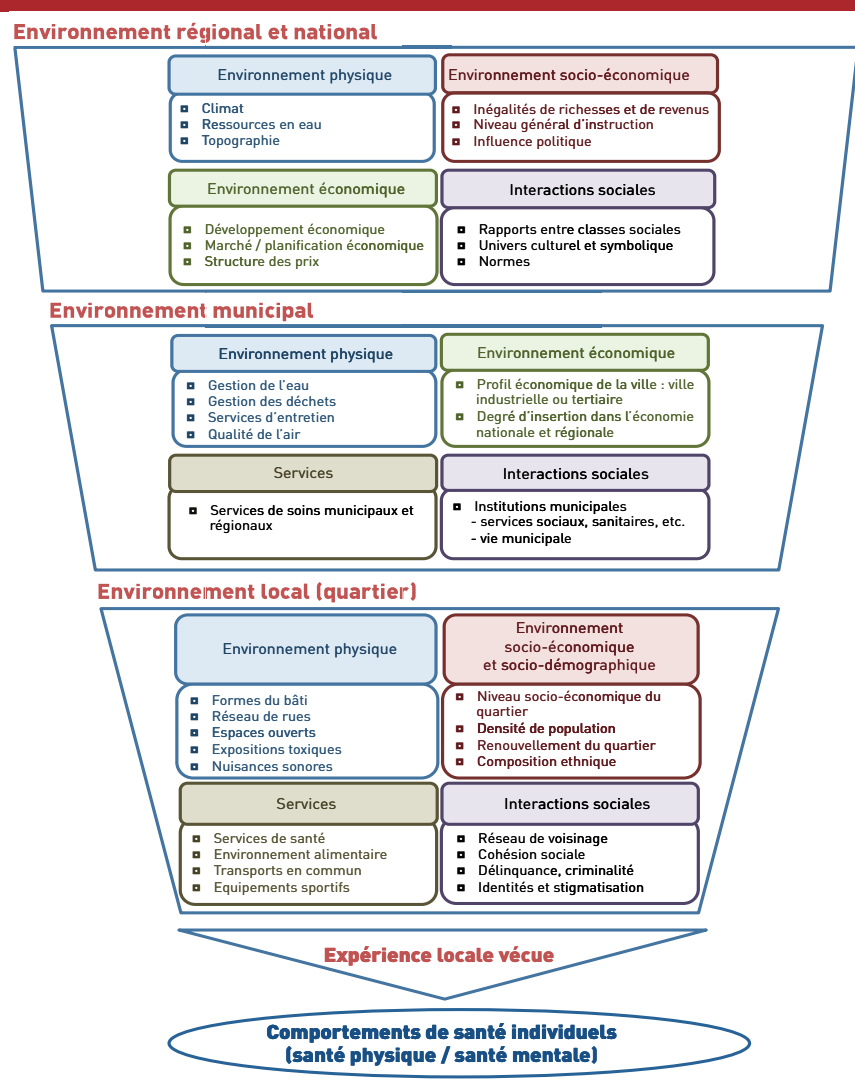 Environnement régional et national
Environnement physique
Climat
Ressources en eau
Topographie
Environnement socio-économique
Inégalités de richesses et de revenus
Niveau général d'instruction
Influence politique
Environnement économique
Développement économique
Marché / planification économique
Structure des prix
Interactions sociales
Rapports entre classes sociales
Univers culturel et symbolique
Normes
Environnement municipal
Environnement physique
Gestion de l'eau
Gestion des déchets
Services d'entretien
Qualité de l'air
Environnement économique
Profil économique de la ville : ville
industrielle ou tertiaire
Degré d'insertion dans l'économie
nationale et régionale
Services
Services de soins municipaux et
régionaux
Interactions sociales
Institutions municipales
- services sociaux, sanitaires, etc.
- vie municipale
Environnement local (quartier)
Environnement physique
Formes du bâti
Réseau de rues
Espaces ouverts
Expositions toxiques
Nuisances sonores
Environnement
socio-économique
et socio-démographique
Niveau socio-économique du
quartier
Densité de population
Renouvellement du quartier
Composition ethnique
Services
Services de santé
Environnement alimentaire
Transports en commun
Equipements sportifs
Interactions sociales
Réseau de voisinage
Cohésion sociale
Délinquance, criminalité
Identités et stigmatisation
Expérience locale vécue
Comportements de santé individuels
(santé physique / santé mentale)